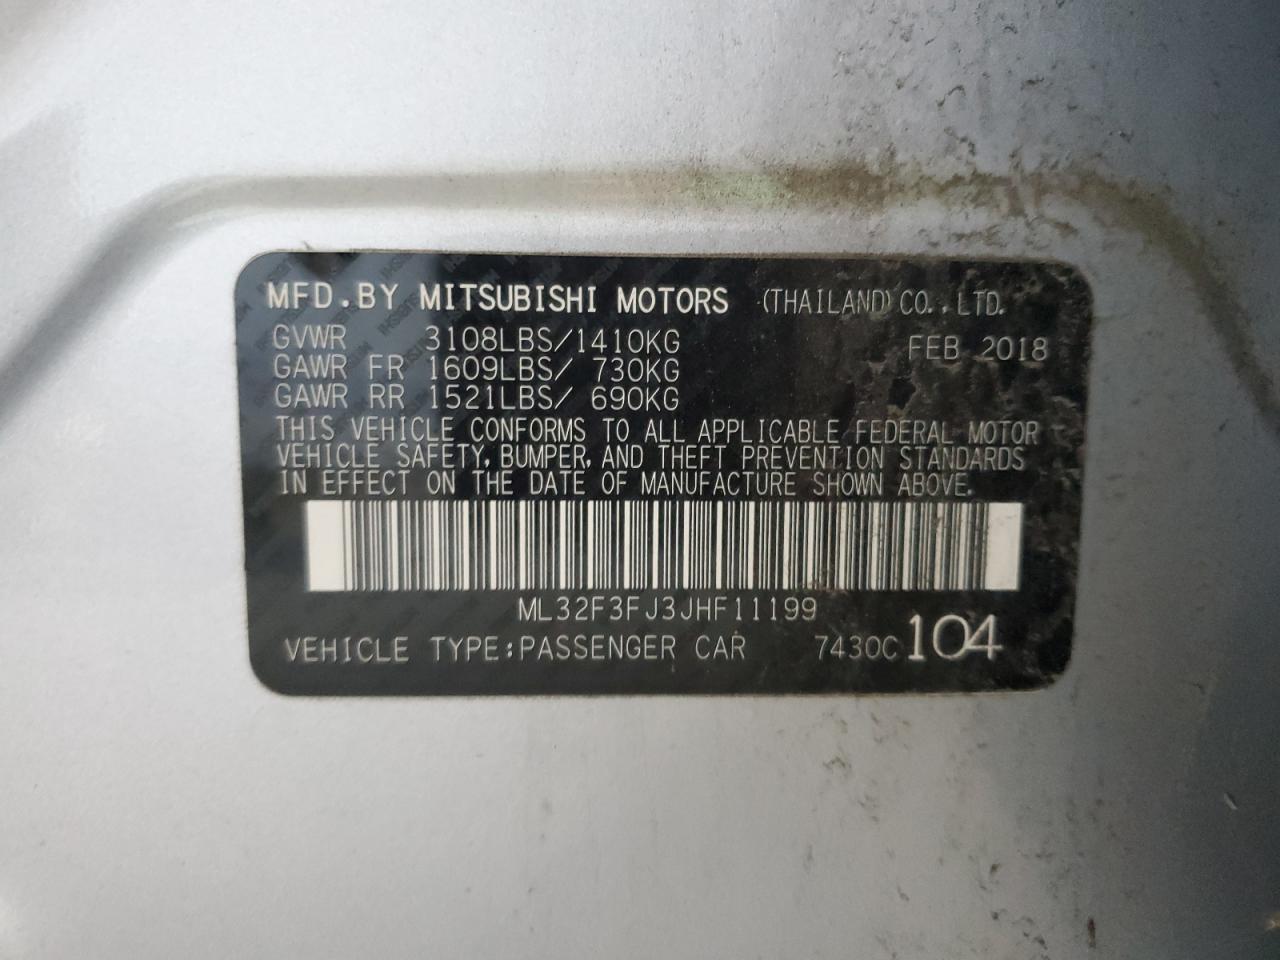 MFD.BY MITSUBISHI MOTORS (THAILAND) CO., LTD.
GVWR 3108LBS/1410KG FEB 2018
GAWR FR 1609LBS/ 730KG
GAWR RR 1521LBS/ 690KG
THIS VEHICLE CONFORMS TO ALL APPLICABLE FEDERAL MOTOR
VEHICLE SAFETY, BUMPER, AND THEFT PREVENTION STANDARDS
IN EFFECT ON THE DATE OF MANUFACTURE SHOWN ABOVE.
ML32F3FJ3JHF11199
VEHICLE TYPE:PASSENGER CAR 7430C 104